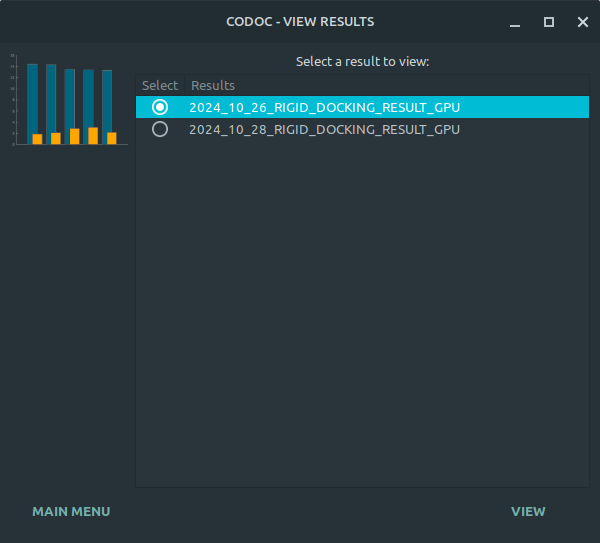 CODOC - VIEW RESULTS
Select a result to view:
Select Results
2024_10_26_RIGID_DOCKING_RESULT_GPU
2024_10_28_RIGID_DOCKING_RESULT_GPU
MAIN MENU VIEW